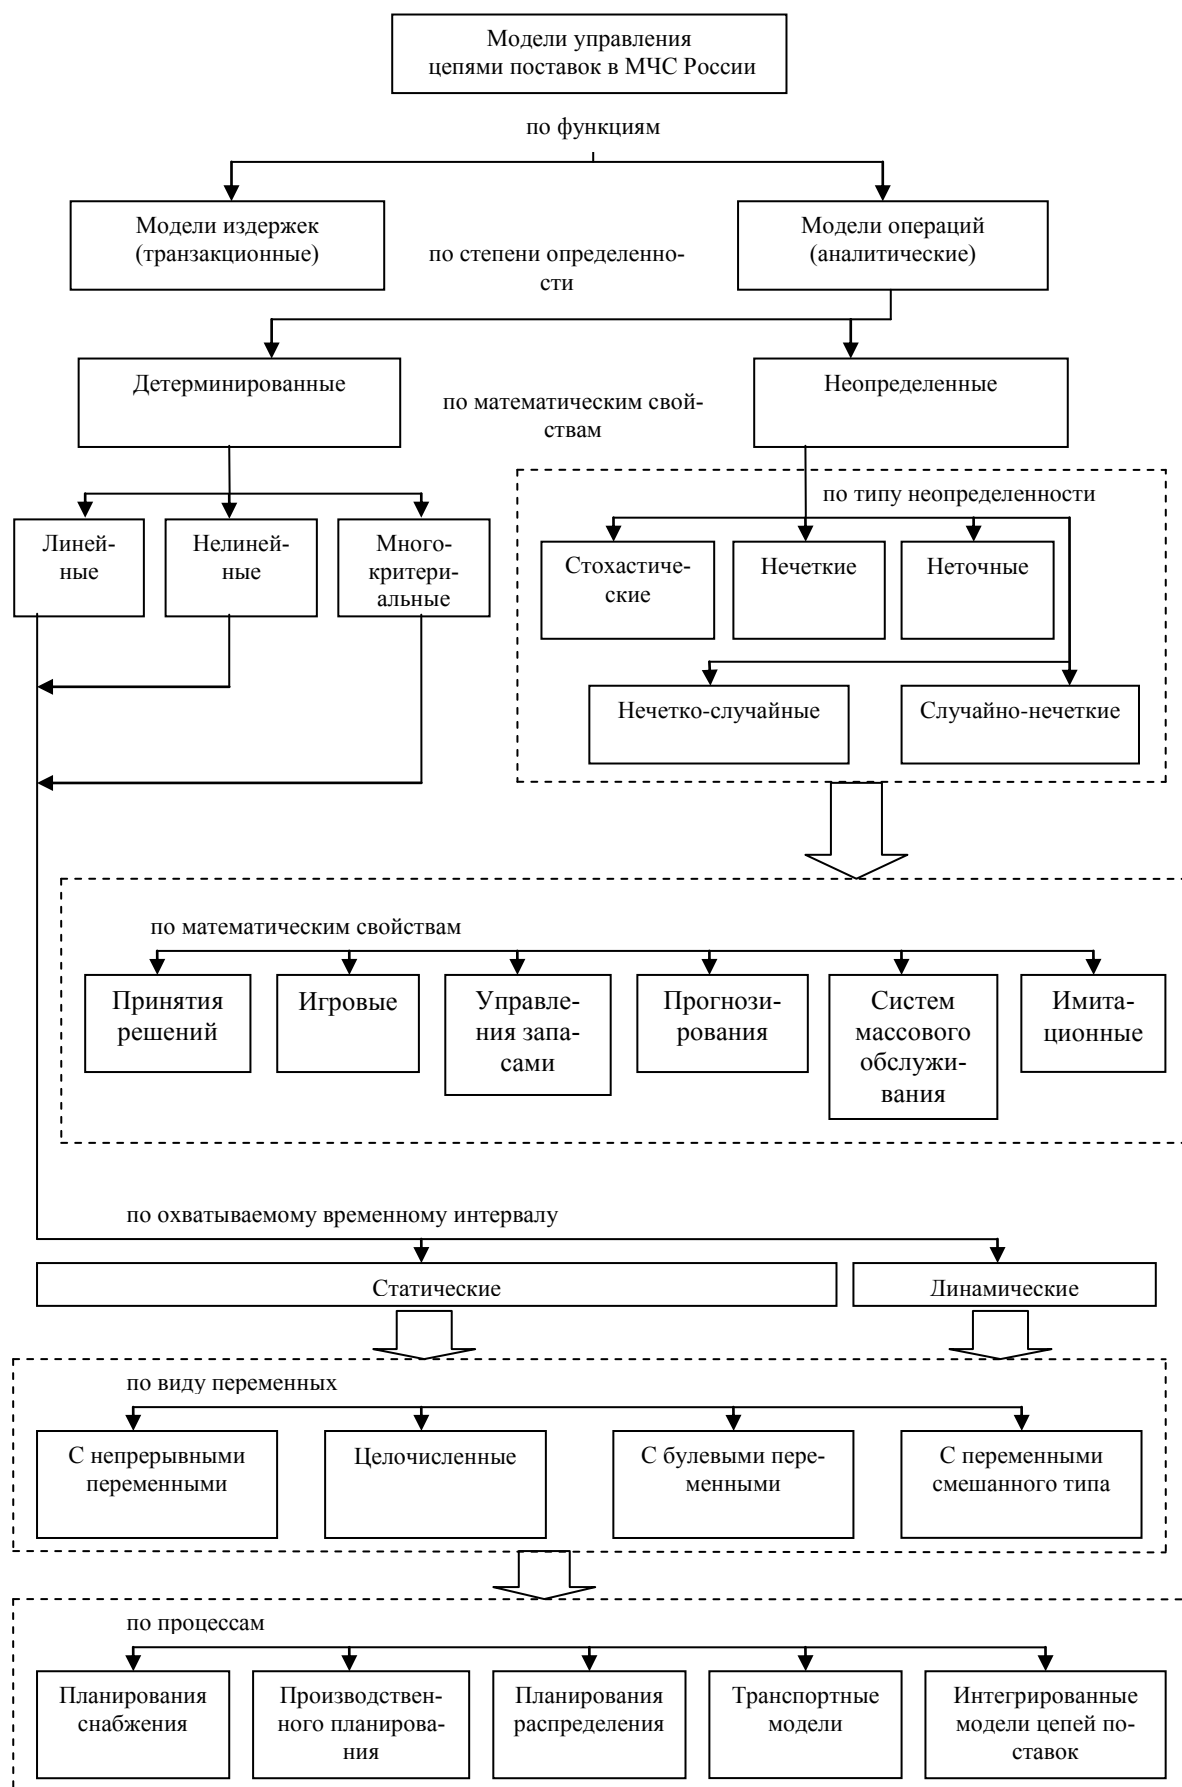 Модели управления
цепями поставок в МЧС России
по функциям
Модели издержек
(транзакционные)
Модели операций
(аналитические)
по степени определенно-
сти
Детерминированные
Неопределенные
по математическим свой-
ствам
по типу неопределенности
Линей-
ные
Нелиней-
ные
Много-
критери-
альные
Стохастиче-
ские
Нечеткие
Неточные
Нечетко-случайные
Случайно-нечеткие
по математическим свойствам
Принятия
решений
Игровые
Управле-
ния запа-
сами
Прогнози-
рования
Систем
массового
обслужи-
вания
Имита-
ционные
по охватываемому временному интервалу
Статические
Динамические
по виду переменных
С непрерывными
переменными
Целочисленные
С булевыми пере-
менными
С переменными
смешанного типа
по процессам
Планирования
снабжения
Производствен-
ного планирова-
ния
Планирования
распределения
Транспортные
модели
Интегрированные
модели цепей по-
ставок